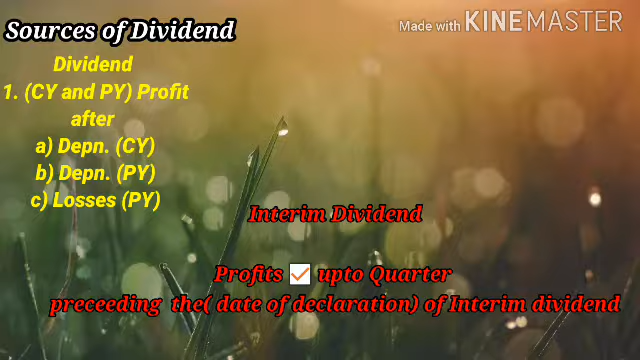 Sources of Dividend
Made with KINEMASTER
Dividend
1. (CY and PY) Profit
after
a) Depn. (CY)
b) Depn. (PY)
c) Losses (PY)
Interim Dividend
Profits ✓ upto Quarter
preceeding the( date of declaration) of Interim dividend